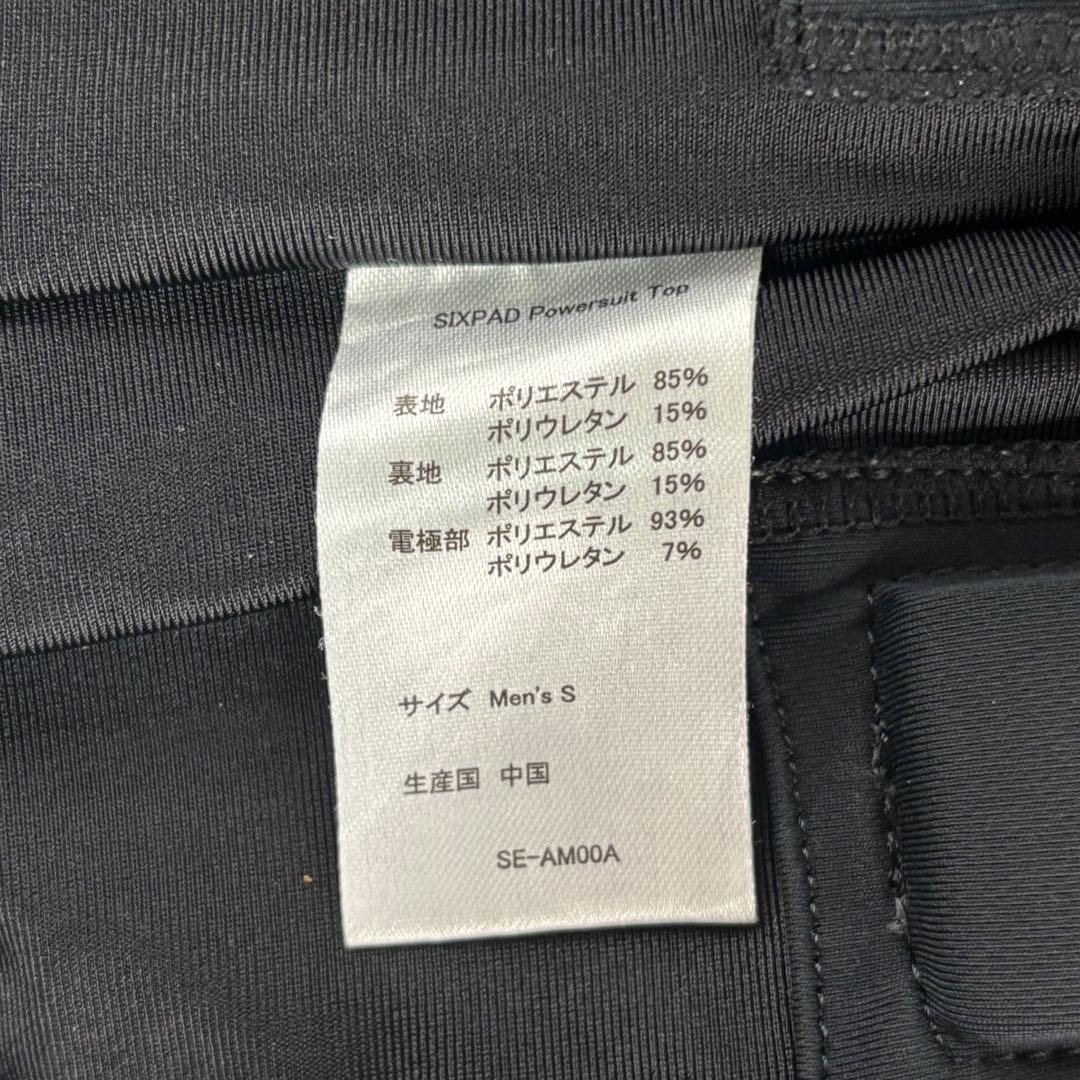 SIXPAD Powersuit Top
表地 ポリエステル 85%
ポリウレタン 15%
裏地 ポリエステル 85%
ポリウレタン 15%
電極部 ポリエステル 93%
ポリウレタン 7%
サイズ Men's S
生産国 中国
SE-AM00A